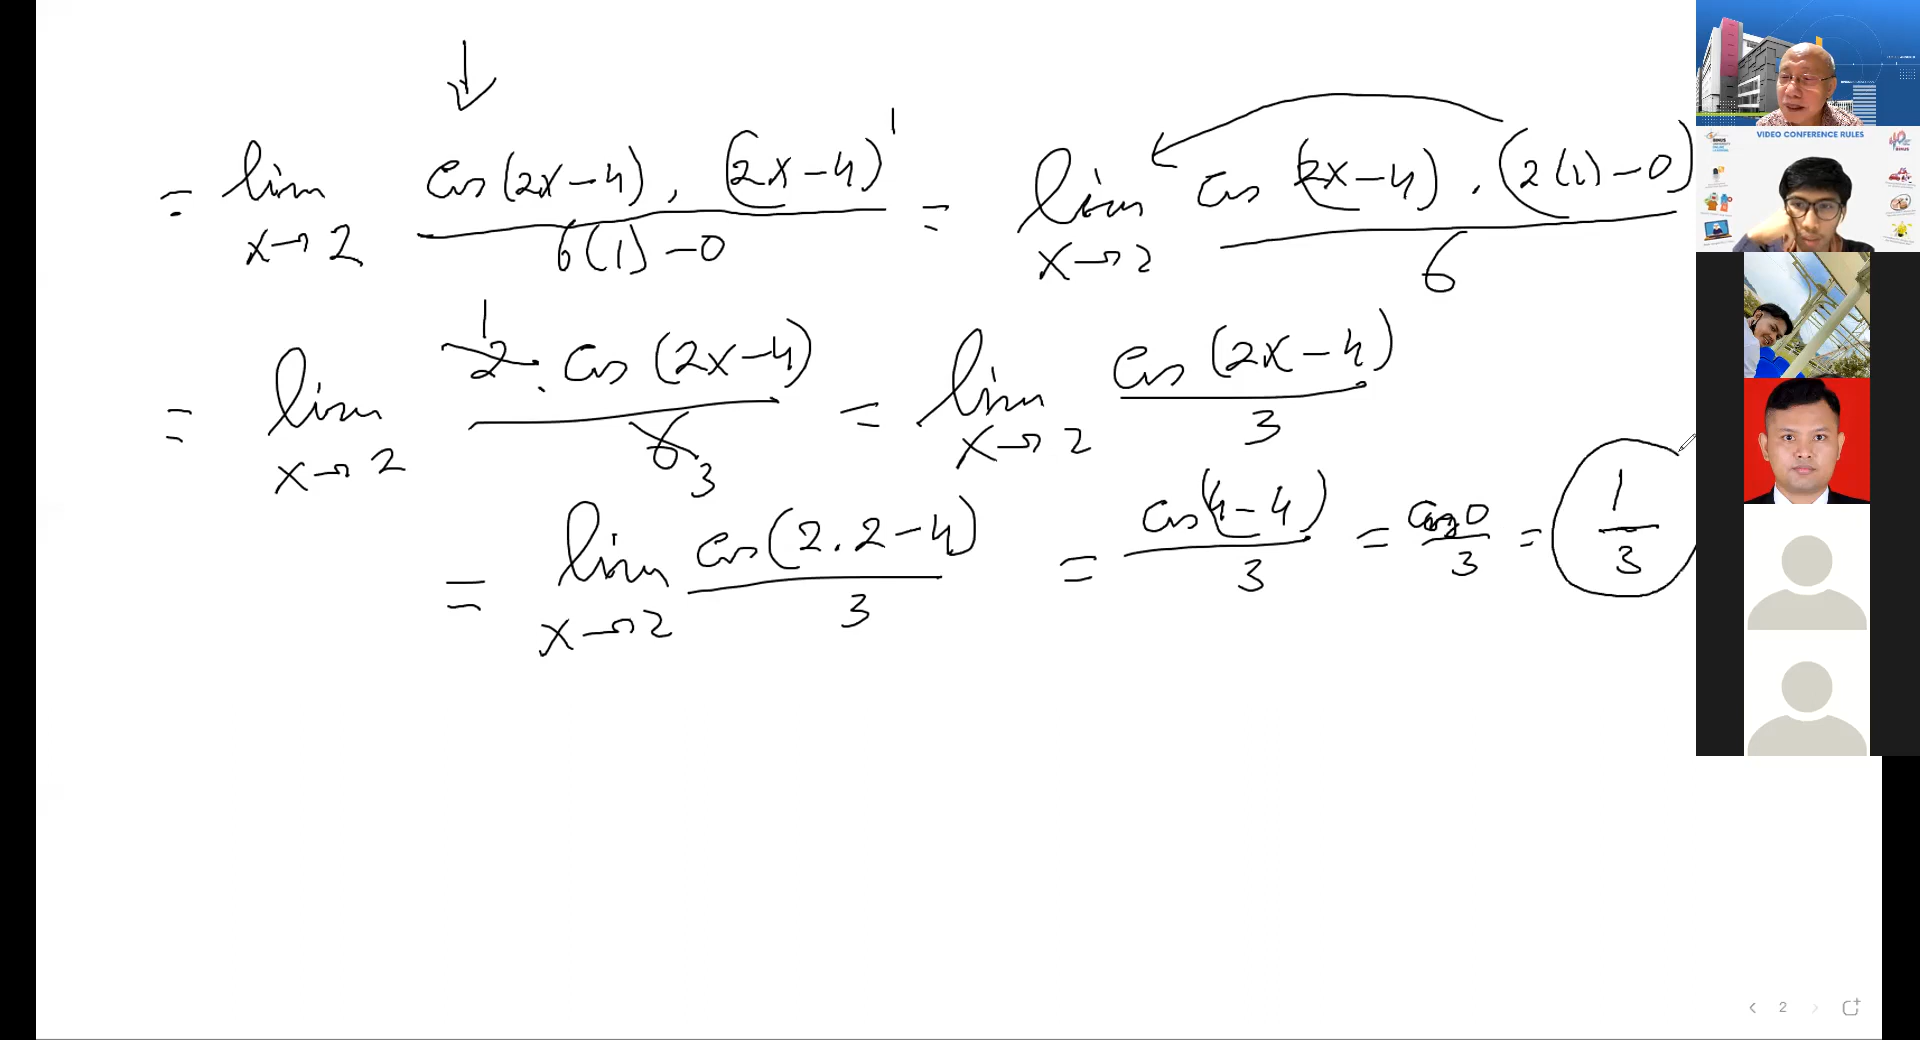 = lim x→2 cos(2x-4) . (2x-4)' / 6(1)-0 = lim x→2 cos(2x-4) . (2(1)-0) / 6
= lim x→2 2 1 . cos(2x-4) / 6 3 = lim x→2 cos(2x-4) / 3
= lim x→2 cos(2.2-4) / 3 = cos(4-4) / 3 = cos 0 / 3 = 1 / 3
VIDEO CONFERENCE RULES
2